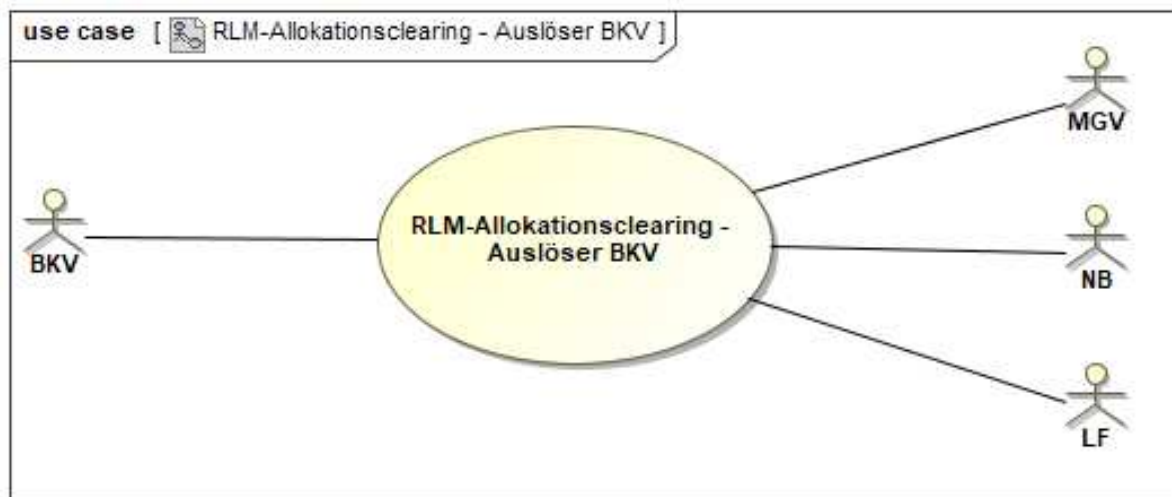 use case [ RLM-Allokationsclearing - Auslöser BKV ]
MGV
RLM-Allokationsclearing -
Auslöser BKV
BKV
NB
LF